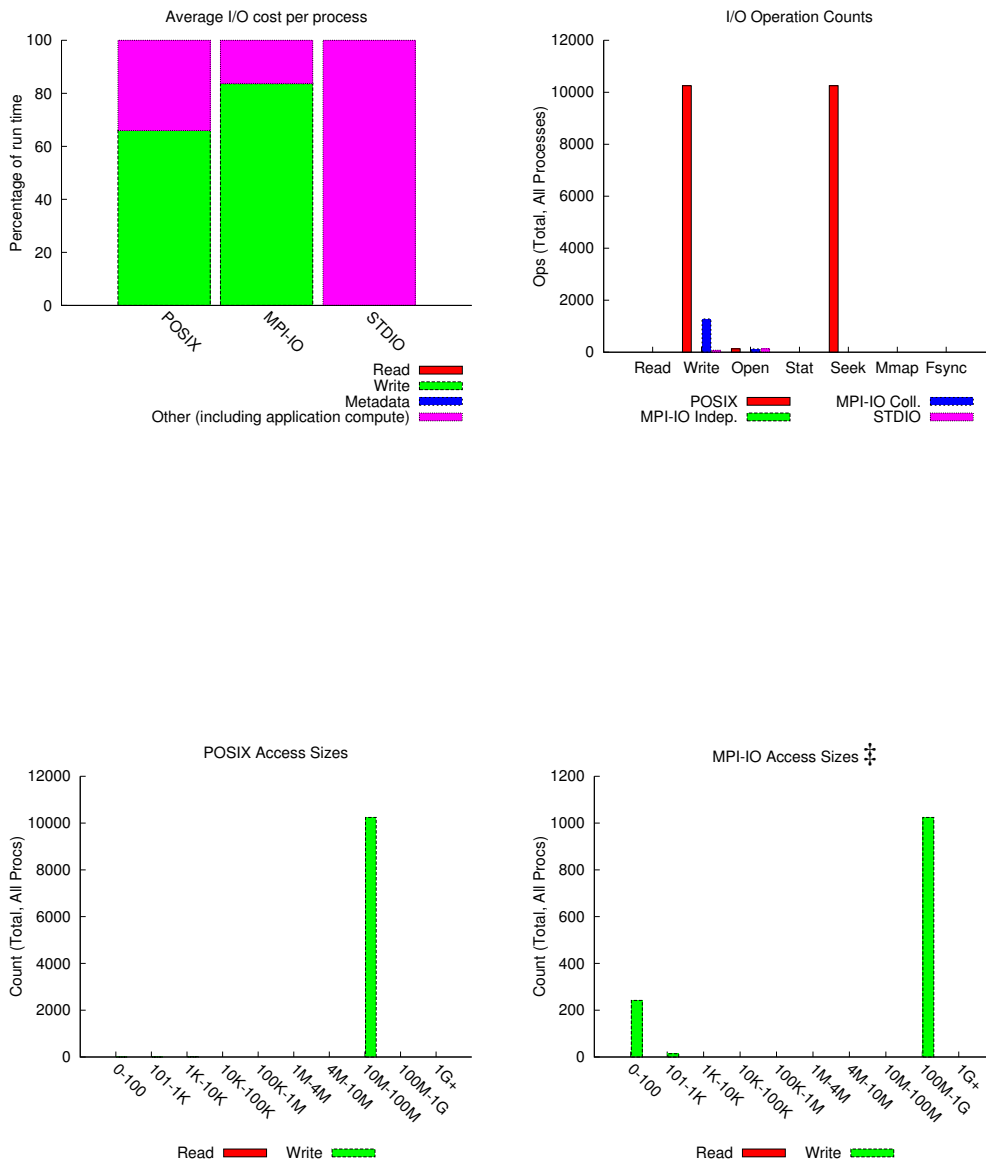 Average I/O cost per process
100
80
60
40
20
0
Percentage of run time
POSIX
MPI-IO
STDIO
Read
Write
Metadata
Other (including application compute)
I/O Operation Counts
12000
10000
8000
6000
4000
2000
0
Ops (Total, All Processes)
Read Write Open Stat Seek Mmap Fsync
POSIX MPI-IO Coll.
MPI-IO Indep. STDIO
POSIX Access Sizes
12000
10000
8000
6000
4000
2000
0
Count (Total, All Procs)
0-100
101-1K
1K-10K
10K-100K
100K-1M
1M-4M
4M-10M
10M-100M
100M-1G
1G+
Read Write
MPI-IO Access Sizes ‡
1200
1000
800
600
400
200
0
Count (Total, All Procs)
0-100
101-1K
1K-10K
10K-100K
100K-1M
1M-4M
4M-10M
10M-100M
100M-1G
1G+
Read Write